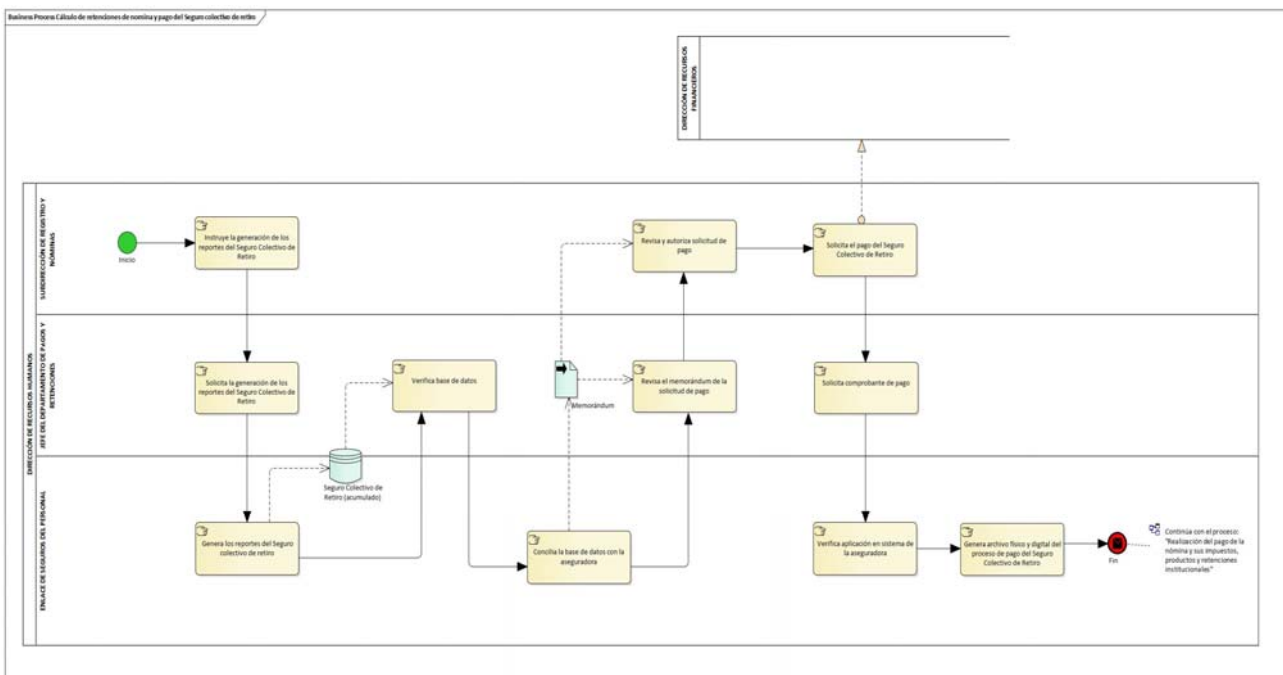 Business Process Cálculo de retenciones de nomina y pago del Seguro colectivo de retiro
DIRECCIÓN DE RECURSOS
FINANCIEROS
DIRECCIÓN DE RECURSOS HUMANOS
SUBDIRECCIÓN DE REGISTRO Y
NÓMINAS
Inicio
Instruye la generación de los
reportes del Seguro Colectivo de
Retiro
Revisa y autoriza solicitud de
pago
Solicita el pago del Seguro
Colectivo de Retiro
JEFE DEL DEPARTAMENTO DE PAGOS Y
RETENCIONES
Solicita la generación de los
reportes del Seguro Colectivo de
Retiro
Verifica base de datos
Memorándum
Revisa el memorándum de la
solicitud de pago
Solicita comprobante de pago
ENLACE DE SEGUROS DEL PERSONAL
Seguro Colectivo de
Retiro (acumulado)
Genera los reportes del Seguro
colectivo de retiro
Concilia la base de datos con la
aseguradora
Verifica aplicación en sistema de
la aseguradora
Genera archivo físico y digital del
proceso de pago del Seguro
Colectivo de Retiro
Fin
Continúa con el proceso:
"Realización del pago de la
nómina y sus impuestos,
productos y retenciones
institucionales"